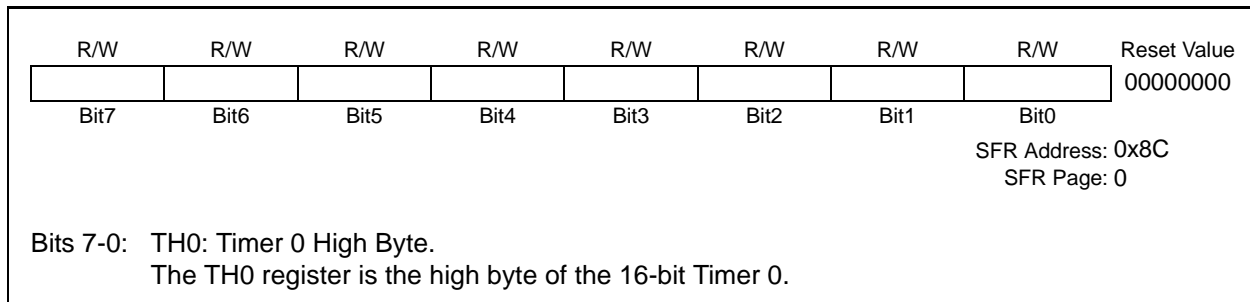 R/W R/W R/W R/W R/W R/W R/W R/W Reset Value
00000000
Bit7 Bit6 Bit5 Bit4 Bit3 Bit2 Bit1 Bit0
SFR Address: 0x8C
SFR Page: 0
Bits 7-0: TH0: Timer 0 High Byte.
The TH0 register is the high byte of the 16-bit Timer 0.